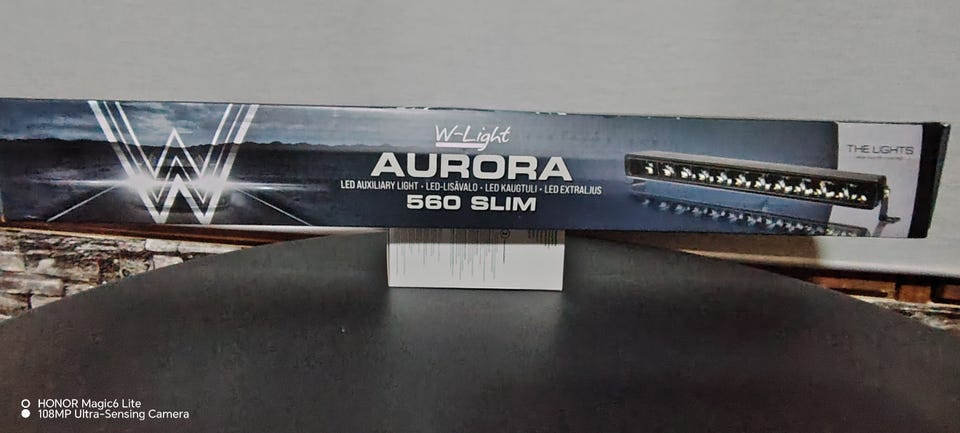 W-Light
AURORA
LED AUXILIARY LIGHT · LED-LISÄVALO · LED KAUGTULI · LED EXTRALJUS
560 SLIM
THE LIGHTS
HONOR Magic6 Lite
108MP Ultra-Sensing Camera